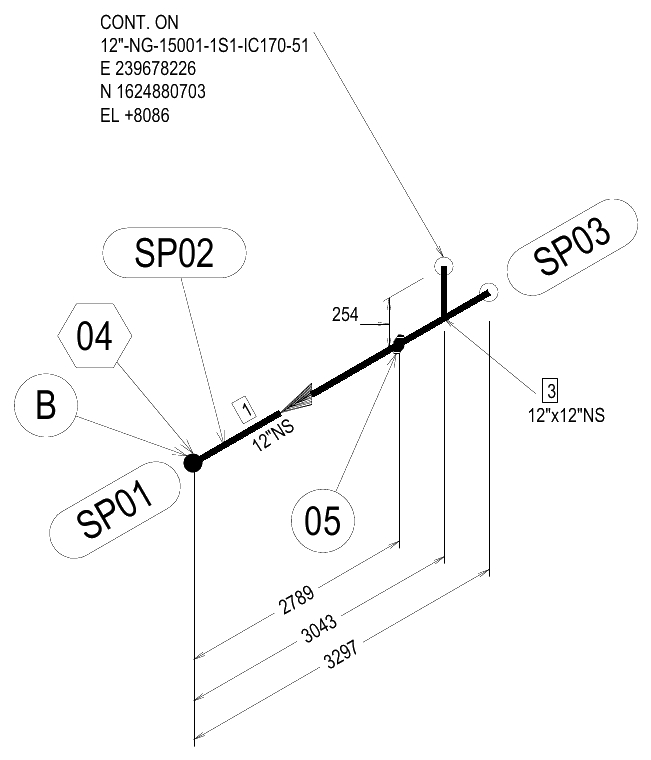 CONT. ON
12"-NG-15001-1S1-IC170-51
E 239678226
N 1624880703
EL +8086
SP02
SP03
04
254
B
1
12"NS
3
12"x12"NS
SP01
05
2789
3043
3297